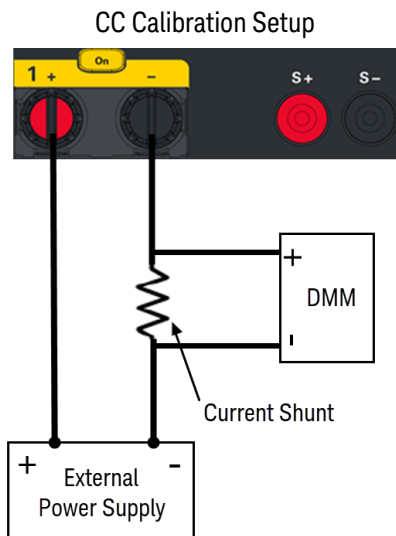 CC Calibration Setup
On
1 + -
S+ S-
+
DMM
-
Current Shunt
+ -
External
Power Supply